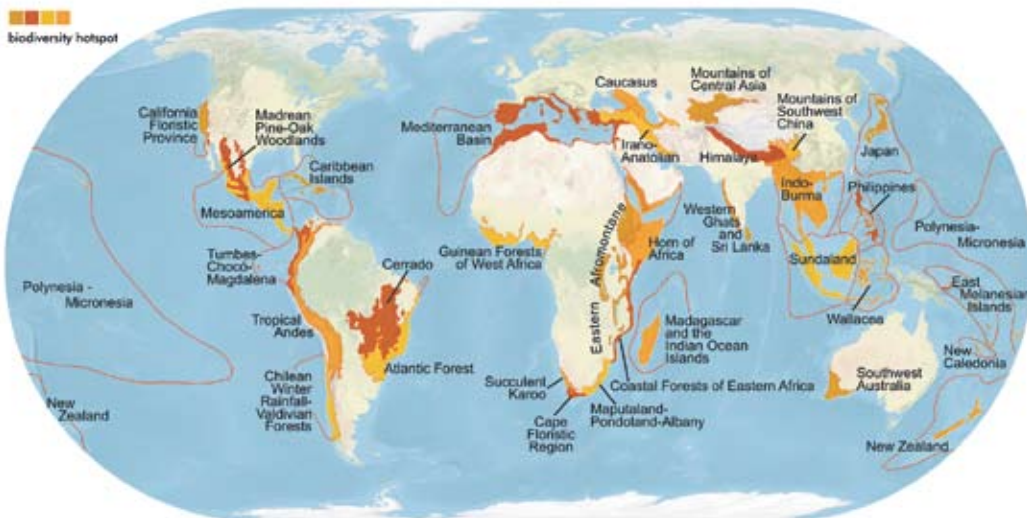 biodiversity hotspot
California
Floristic
Province
Madrean
Pine-Oak
Woodlands
Caribbean
Islands
Mesoamerica
Tumbes-
Choco-
Magdalena
Polynesia -
Micronesia
Tropical
Andes
Cerrado
Atlantic Forest
Chilean
Winter
Rainfall-
Valdivian
Forests
New
Zealand
Mediterranean
Basin
Caucasus
Irano-
Anatolian
Mountains of
Central Asia
Mountains of
Southwest
China
Himalaya
Japan
Indo-
Burma
Philippines
Western
Ghats
and
Sri Lanka
Polynesia-
Micronesia
Guinean Forests
of West Africa
Eastern Afromontane
Horn of
Africa
Sundaland
Wallacea
East
Melanesian
Islands
Madagascar
and the
Indian Ocean
Islands
Coastal Forests of Eastern Africa
Succulent
Karoo
Cape
Floristic
Region
Maputaland-
Pondoland-Albany
Southwest
Australia
New
Caledonia
New Zealand